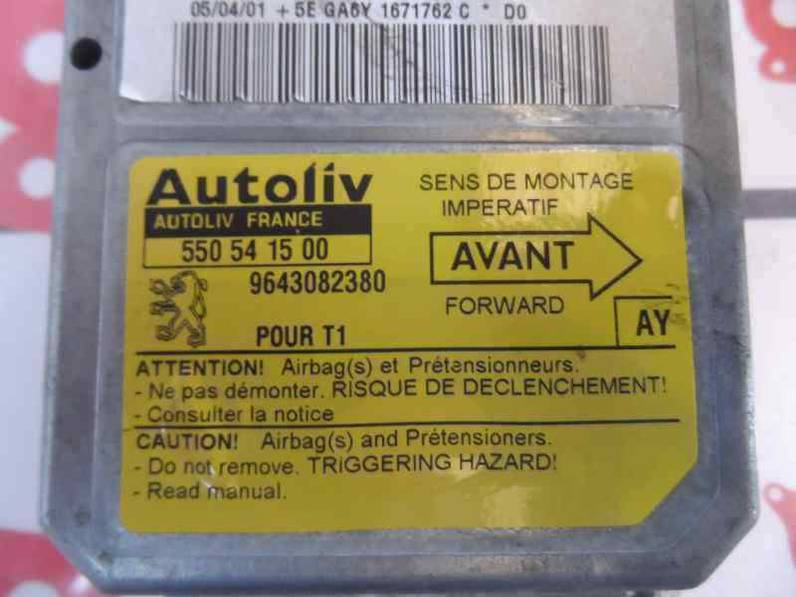 05/04/01 + 5E GA6Y 1671762 C * D0
Autoliv
AUTOLIV FRANCE
550 54 15 00
9643082380
POUR T1
SENS DE MONTAGE
IMPERATIF
AVANT
FORWARD
AY
ATTENTION! Airbag(s) et Prétensionneurs.
- Ne pas démonter. RISQUE DE DECLENCHEMENT!
- Consulter la notice
CAUTION! Airbag(s) and Prétensioners.
- Do not remove. TRIGGERING HAZARD!
- Read manual.